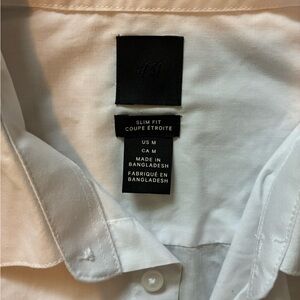 H&M
SLIM FIT
COUPE ÉTROITE
US M
CA M
MADE IN
BANGLADESH
FABRIQUÉ EN
BANGLADESH